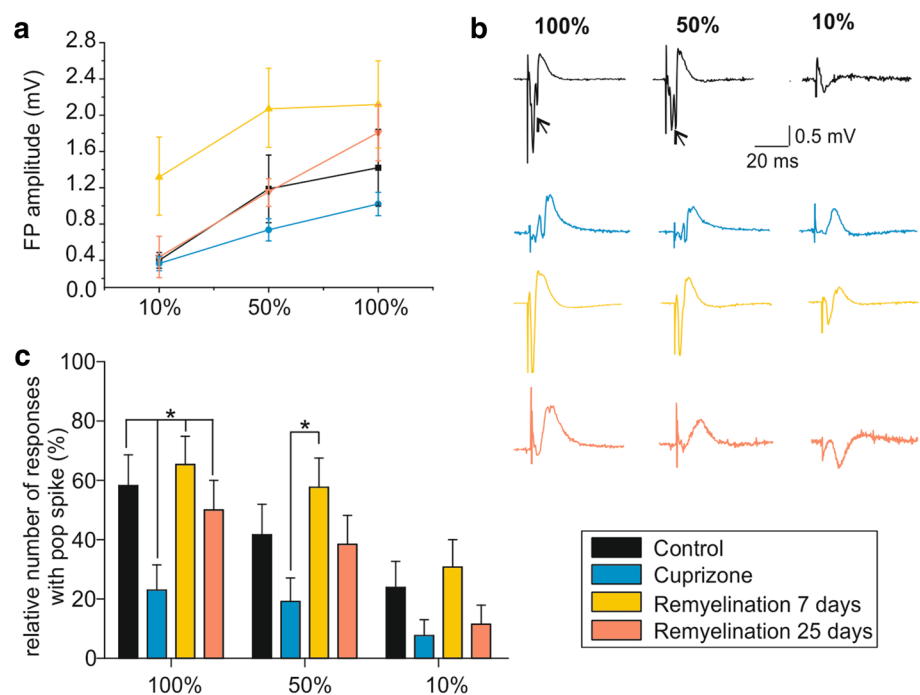 a
FP amplitude (mV)
2.8
2.4
2.0
1.6
1.2
0.8
0.4
0.0
10%
50%
100%
b
100%
50%
10%
0.5 mV
20 ms
c
relative number of responses
with pop spike (%)
100
80
60
40
20
0
*
*
100%
50%
10%
Control
Cuprizone
Remyelination 7 days
Remyelination 25 days